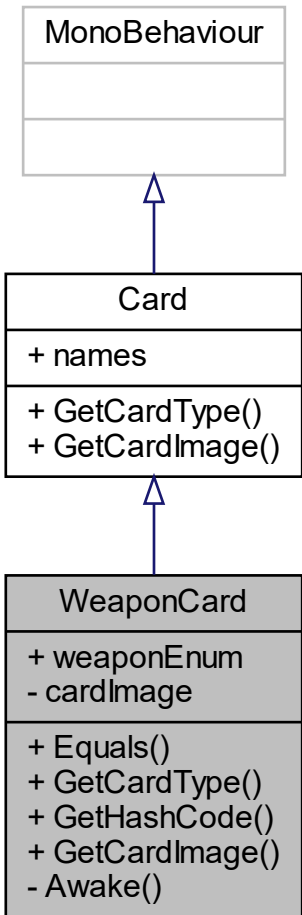 MonoBehaviour
Card
+ names
+ GetCardType()
+ GetCardImage()
WeaponCard
+ weaponEnum
- cardImage
+ Equals()
+ GetCardType()
+ GetHashCode()
+ GetCardImage()
- Awake()